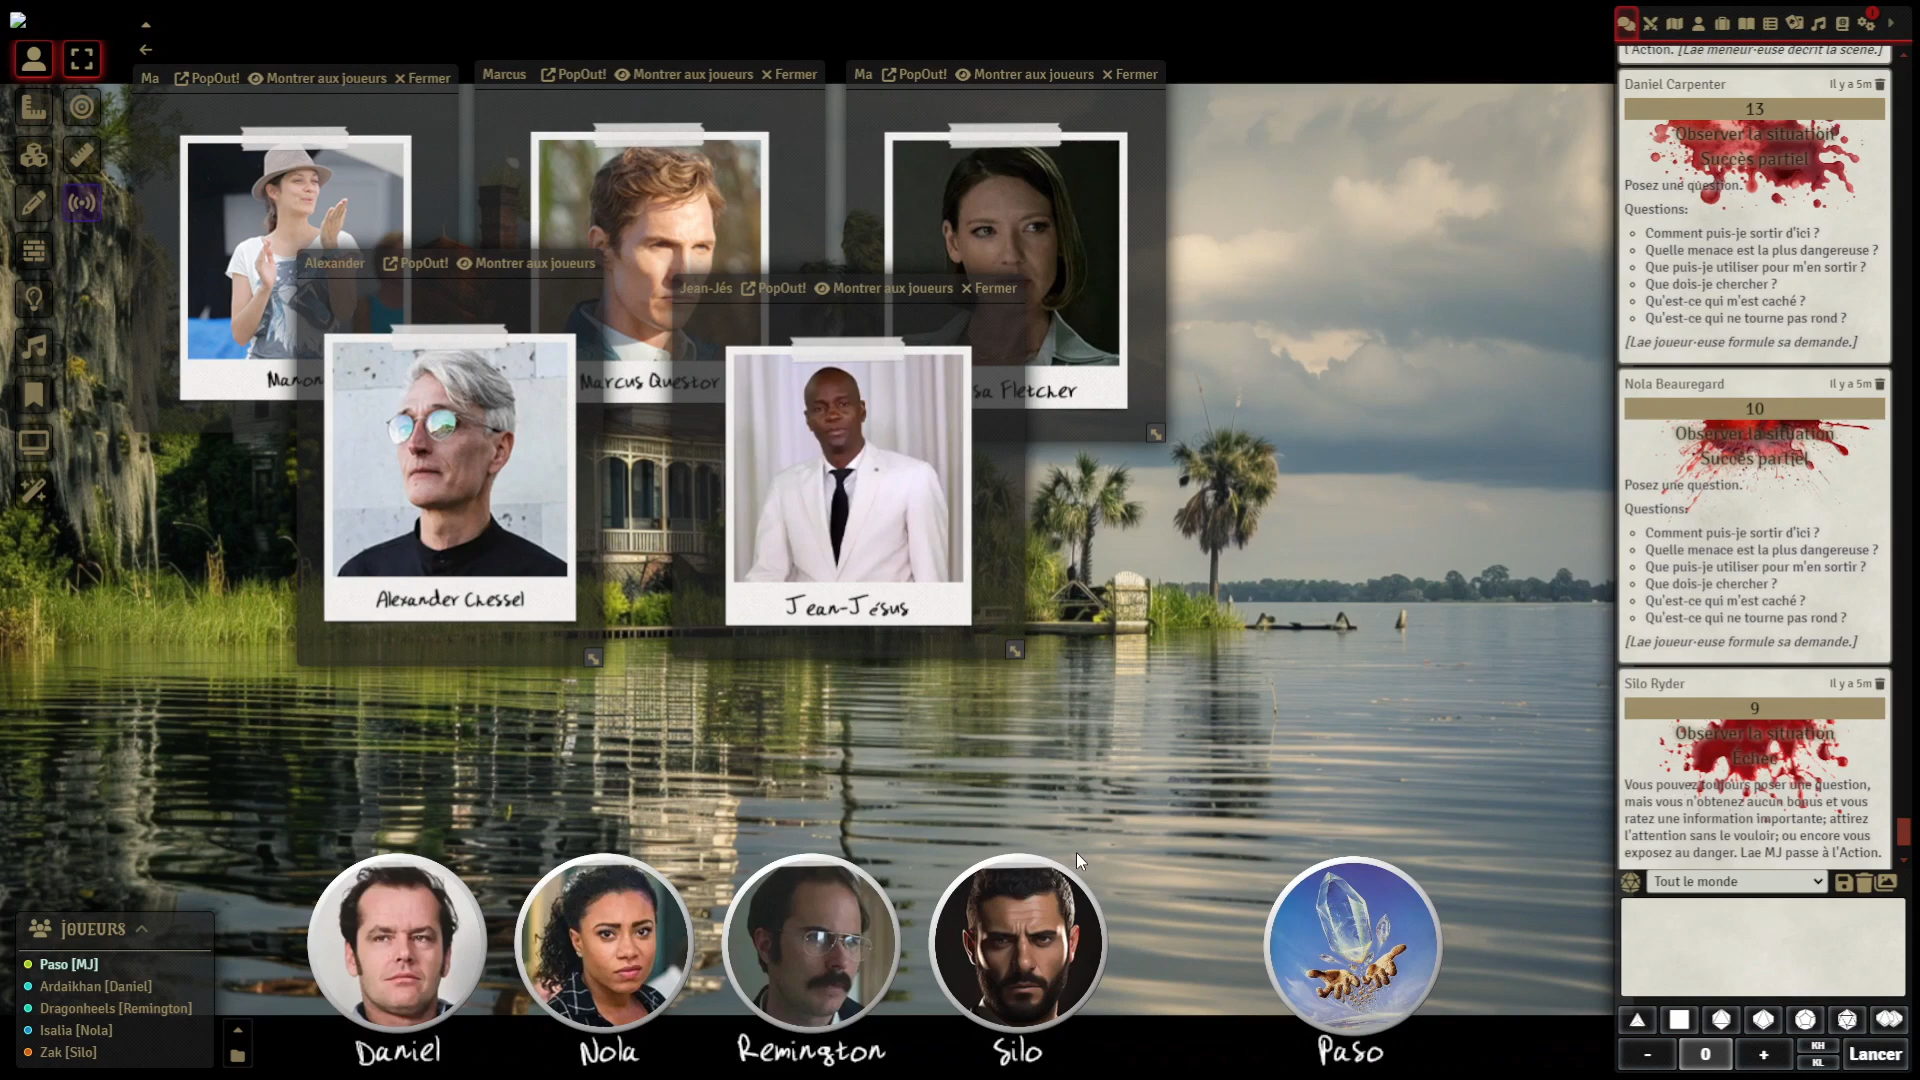 Ma PopOut! Montrer aux joueurs Fermer
Marcus PopOut! Montrer aux joueurs Fermer
Ma PopOut! Montrer aux joueurs Fermer
Alexander PopOut! Montrer aux joueurs
Jean-Jés PopOut! Montrer aux joueurs Fermer
Manon
Marcus Questor
sa Fletcher
Alexander Chessel
Jean-Jésus
JOUEURS
Paso [MJ]
Ardaikhan [Daniel]
Dragonheels [Remington]
Isalia [Nola]
Zak [Silo]
Daniel
Nola
Remington
Silo
Paso
l'Action. [Lae meneur·euse décrit la scène.]
Daniel Carpenter Il y a 5m
13
Observer la situation
Succès partiel
Posez une question.
Questions:
Comment puis-je sortir d'ici ?
Quelle menace est la plus dangereuse ?
Que puis-je utiliser pour m'en sortir ?
Que dois-je chercher ?
Qu'est-ce qui m'est caché ?
Qu'est-ce qui ne tourne pas rond ?
[Lae joueur·euse formule sa demande.]
Nola Beauregard Il y a 5m
10
Observer la situation
Succès partiel
Posez une question.
Questions:
Comment puis-je sortir d'ici ?
Quelle menace est la plus dangereuse ?
Que puis-je utiliser pour m'en sortir ?
Que dois-je chercher ?
Qu'est-ce qui m'est caché ?
Qu'est-ce qui ne tourne pas rond ?
[Lae joueur·euse formule sa demande.]
Silo Ryder Il y a 5m
9
Observer la situation
Échec
Vous pouvez toujours poser une question,
mais vous n'obtenez aucun bonus et vous
ratez une information importante; attirez
l'attention sans le vouloir; ou encore vous
exposez au danger. Lae MJ passe à l'Action.
Tout le monde
- 0 + KH
KL
Lancer